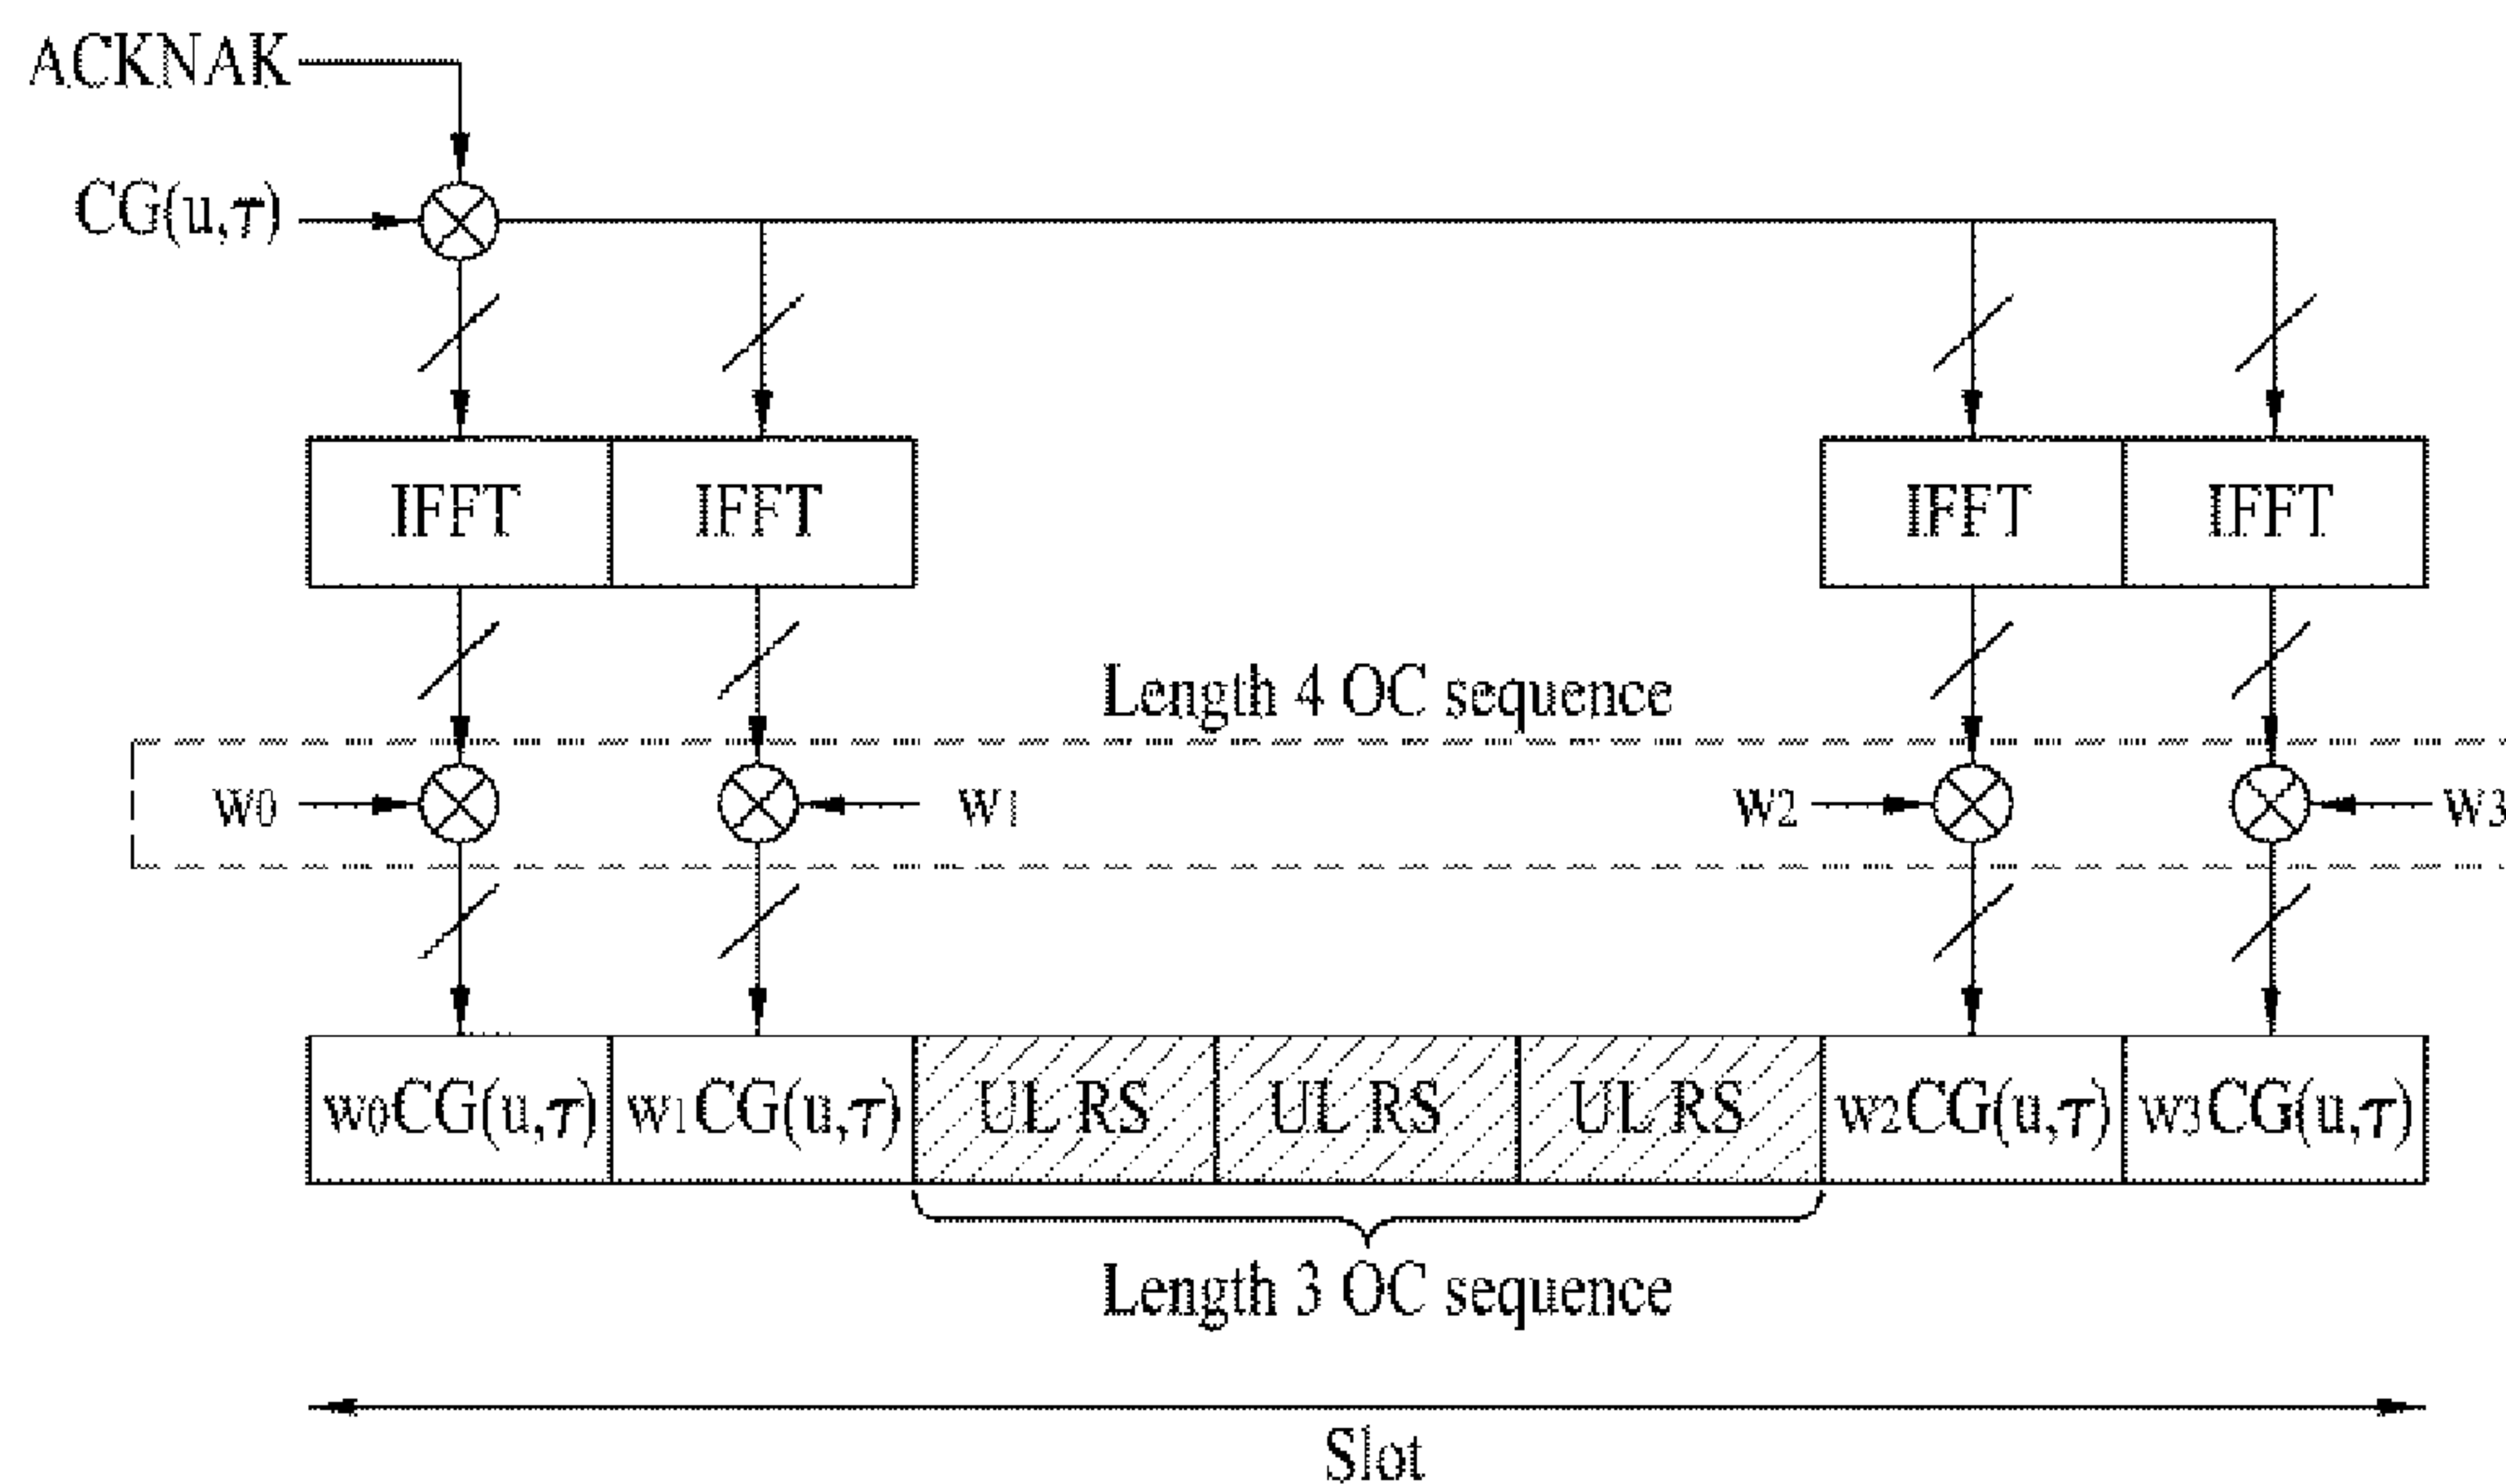 ACKNAK
CG(u,τ)
IFFT IFFT IFFT IFFT
Length 4 OC sequence
w0 w1 w2 w3
w0CG(u,τ) w1CG(u,τ) UL RS UL RS UL RS w2CG(u,τ) w3CG(u,τ)
Length 3 OC sequence
Slot